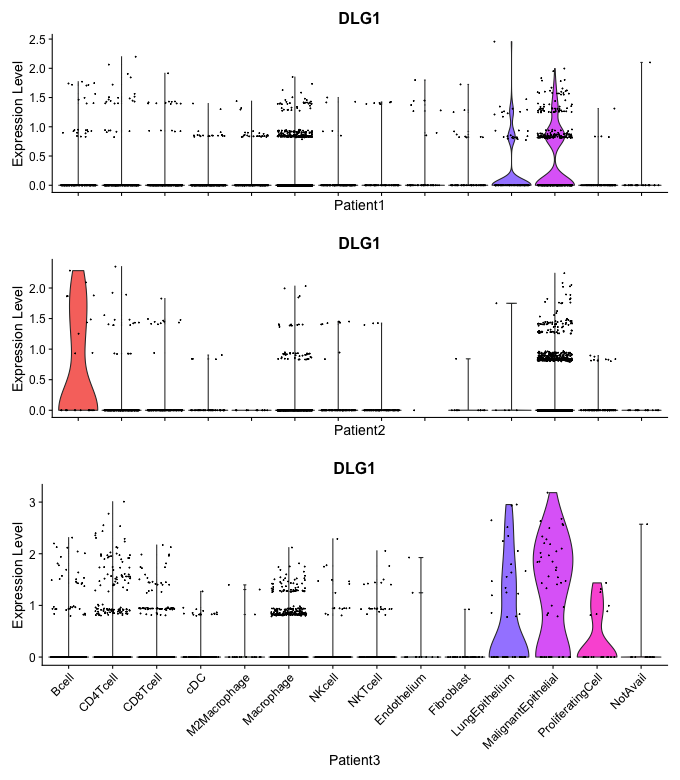 DLG1
Expression Level
2.5
2.0
1.5
1.0
0.5
0.0
Patient1
DLG1
Expression Level
2.0
1.5
1.0
0.5
0.0
Patient2
DLG1
Expression Level
3
2
1
0
Bcell
CD4Tcell
CD8Tcell
cDC
M2Macrophage
Macrophage
NKcell
NKTcell
Endothelium
Fibroblast
LungEpithelium
MalignantEpithelial
ProliferatingCell
NotAvail
Patient3